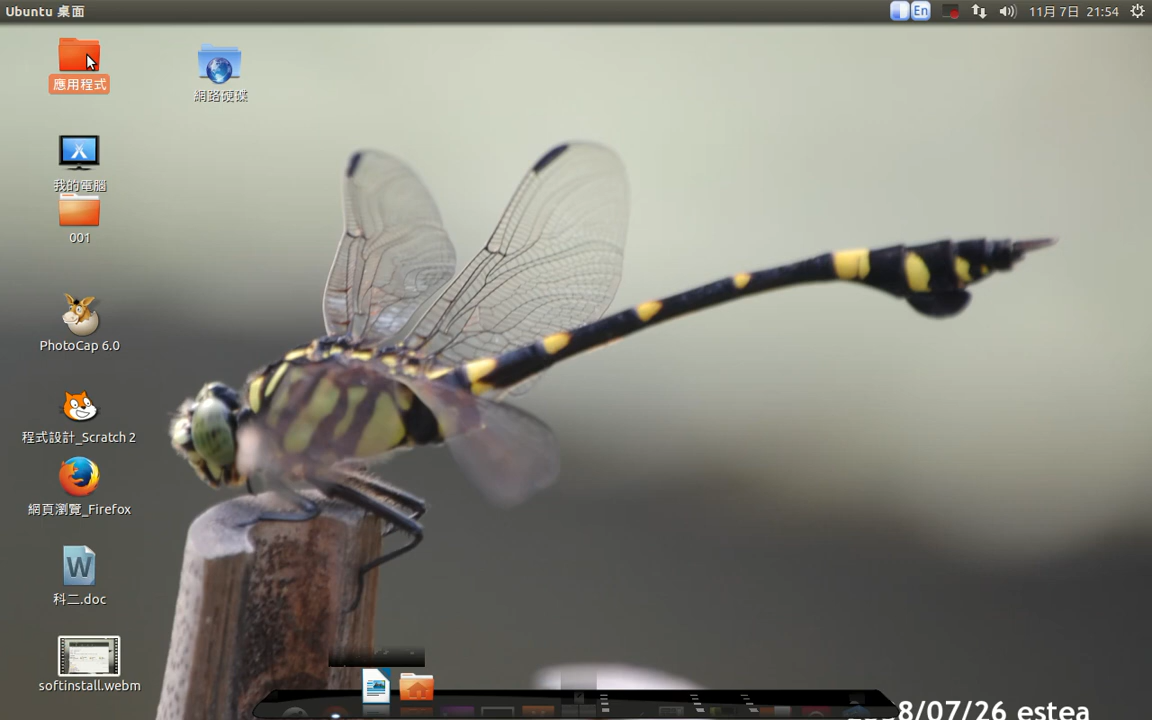 Ubuntu 桌面
En
11月 7日 21:54
應用程式
網路硬碟
我的電腦
001
PhotoCap 6.0
程式設計_Scratch 2
網頁瀏覽_Firefox
W
科二.doc
softinstall.webm
8/07/26 estea